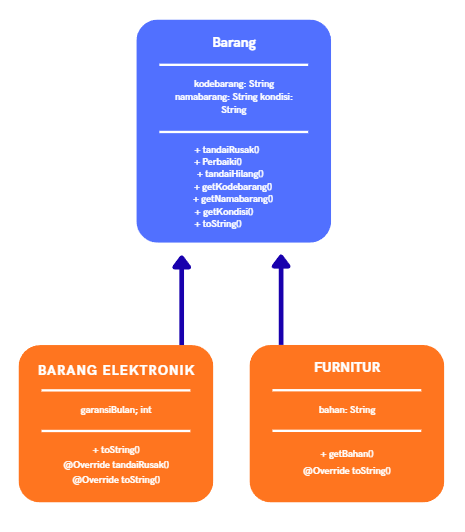 Barang
kodebarang: String
namabarang: String kondisi:
String
+ tandaiRusak()
+ Perbaiki()
+ tandaiHilang()
+ getKodebarang()
+ getNamabarang()
+ getKondisi()
+ toString()
BARANG ELEKTRONIK
garansiBulan; int
+ toString()
@Override tandaiRusak()
@Override toString()
FURNITUR
bahan: String
+ getBahan()
@Override toString()